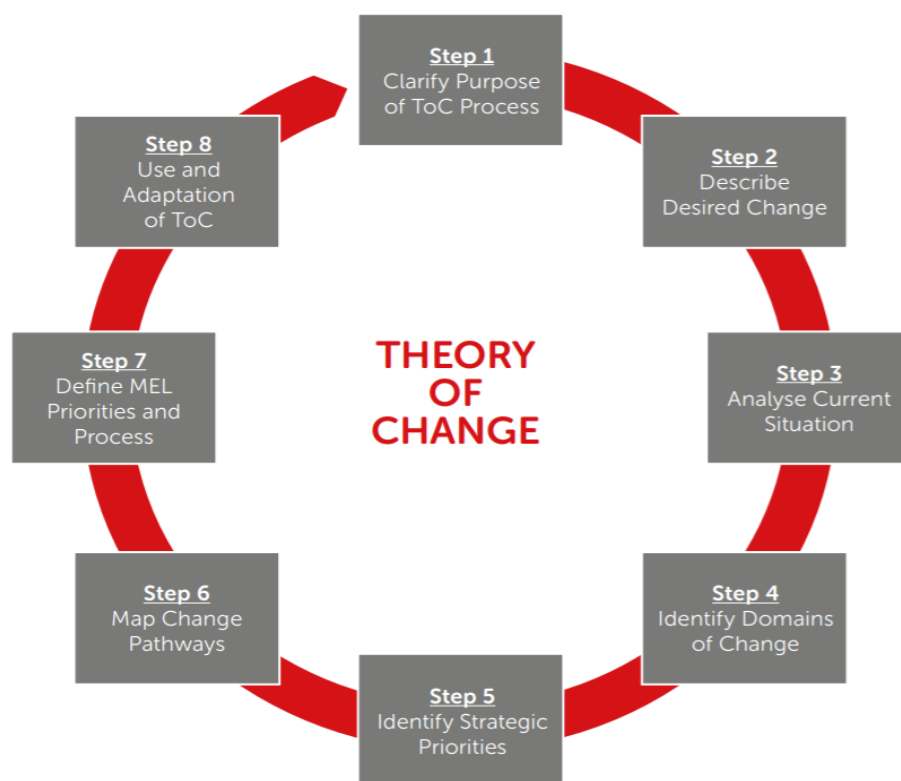 Step 1
Clarify Purpose
of ToC Process
Step 2
Describe
Desired Change
Step 3
Analyse Current
Situation
Step 4
Identify Domains
of Change
Step 5
Identify Strategic
Priorities
Step 6
Map Change
Pathways
Step 7
Define MEL
Priorities and
Process
Step 8
Use and
Adaptation
of ToC
THEORY
OF
CHANGE